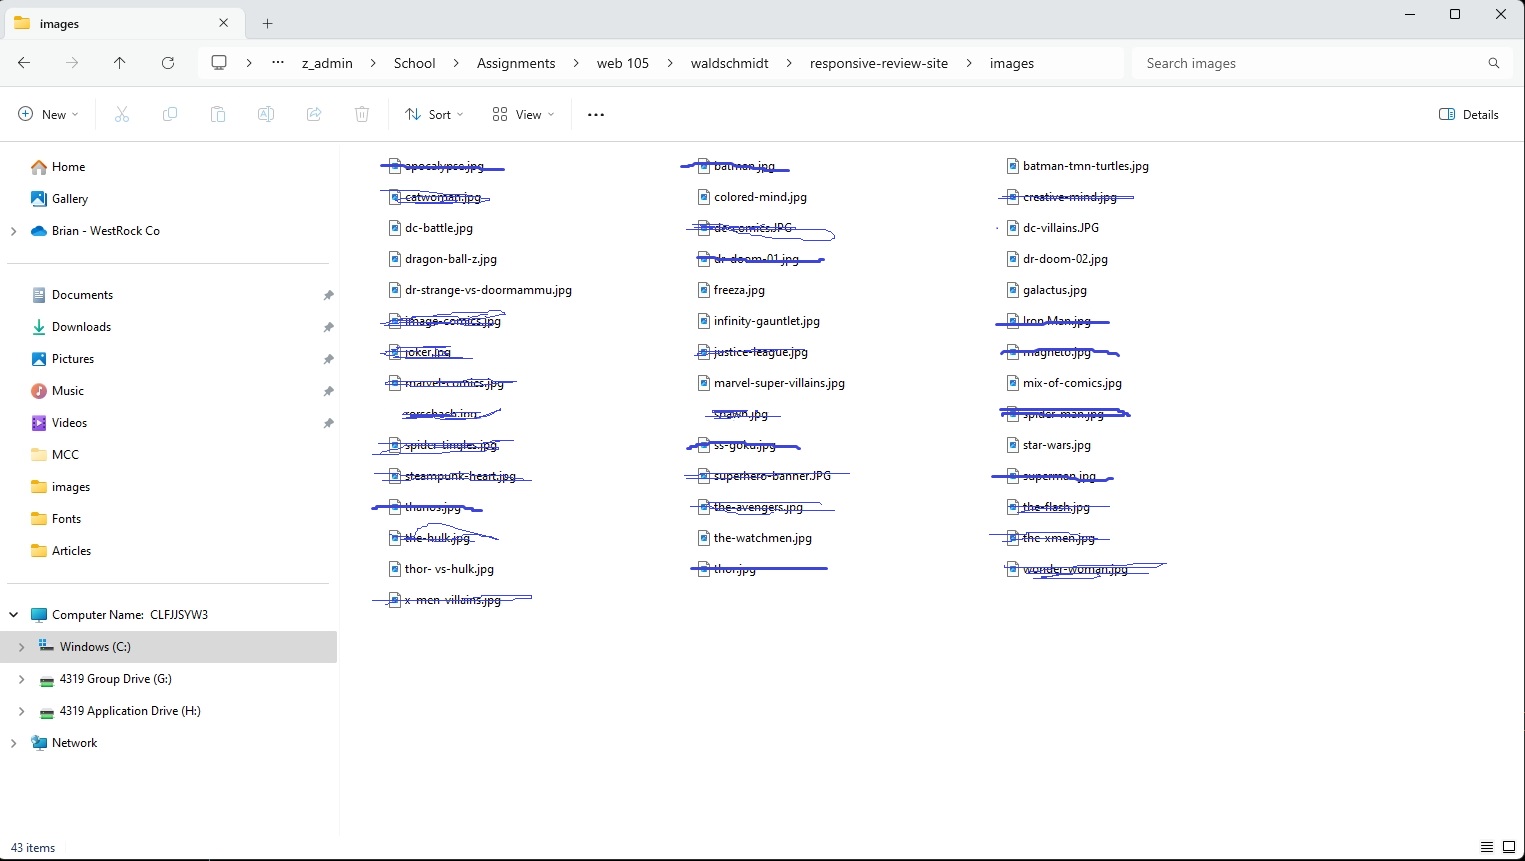 images
z_admin > School > Assignments > web 105 > waldschmidt > responsive-review-site > images
Search images
New Sort View Details
Home
Gallery
Brian - WestRock Co
Documents
Downloads
Pictures
Music
Videos
MCC
images
Fonts
Articles
Computer Name: CLFJJSYW3
Windows (C:)
4319 Group Drive (G:)
4319 Application Drive (H:)
Network
apocalypse.jpg batman.jpg batman-tmn-turtles.jpg
catwoman.jpg colored-mind.jpg creative-mind.jpg
dc-battle.jpg dc-comics.JPG dc-villains.JPG
dragon-ball-z.jpg dr-doom-01.jpg dr-doom-02.jpg
dr-strange-vs-doormammu.jpg freeza.jpg galactus.jpg
image-comics.jpg infinity-gauntlet.jpg Iron Man.jpg
joker.jpg justice-league.jpg magneto.jpg
marvel-comics.jpg marvel-super-villains.jpg mix-of-comics.jpg
rorschach.jpg spawn.jpg spider-man.jpg
spider-tingles.jpg ss-goku.jpg star-wars.jpg
steampunk-heart.jpg superhero-banner.JPG superman.jpg
thanos.jpg the-avengers.jpg the-flash.jpg
the-hulk.jpg the-watchmen.jpg the-xmen.jpg
thor- vs-hulk.jpg thor.jpg wonder-woman.jpg
x-men-villains.jpg
43 items